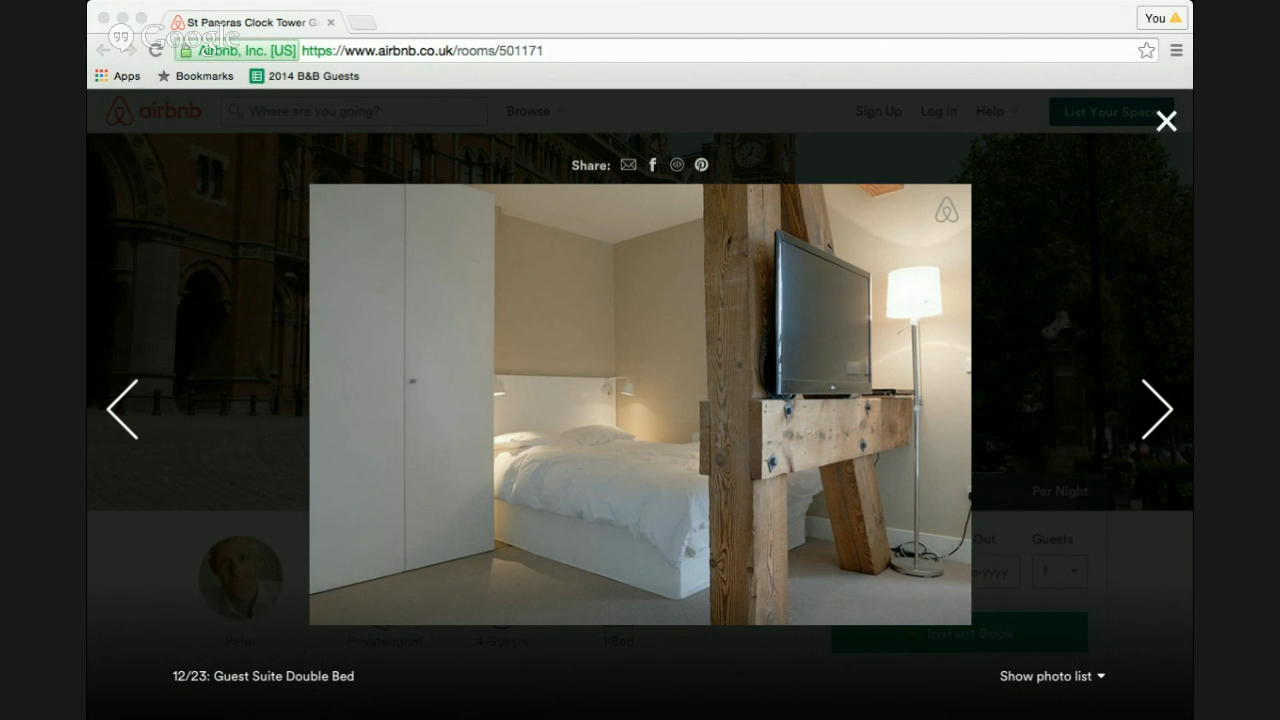 St Pancras Clock Tower G
You
Google
Airbnb, Inc. [US] https://www.airbnb.co.uk/rooms/501171
Apps Bookmarks 2014 B&B Guests
airbnb Where are you going? Browse Sign Up Log In Help List Your Space
Share:
Per Night
Out Guests
-yyyy 1
Peter Private room 4 Guests 1 Bed Instant Book
12/23: Guest Suite Double Bed Show photo list